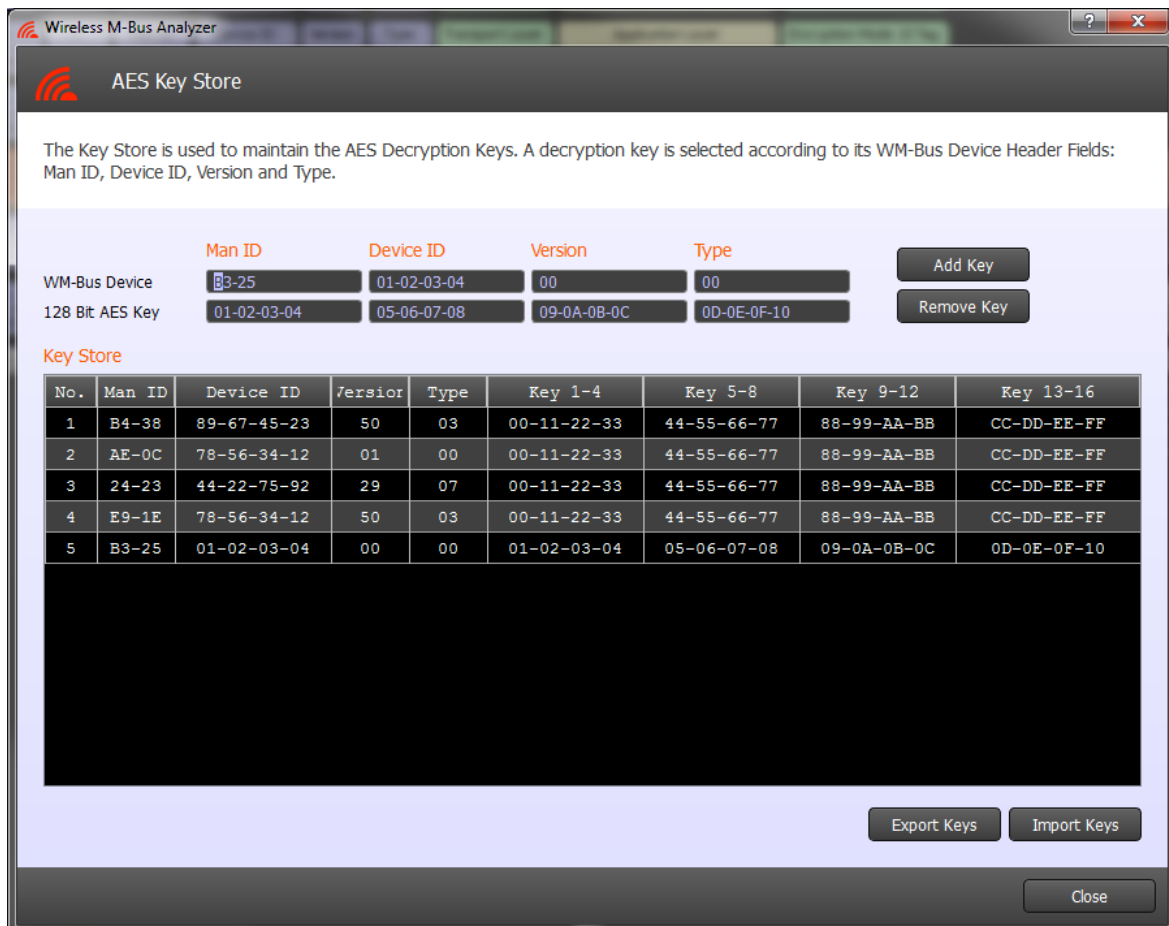 Wireless M-Bus Analyzer
?
X
AES Key Store
The Key Store is used to maintain the AES Decryption Keys. A decryption key is selected according to its WM-Bus Device Header Fields:
Man ID, Device ID, Version and Type.
Man ID Device ID Version Type
WM-Bus Device B3-25 01-02-03-04 00 00 Add Key
128 Bit AES Key 01-02-03-04 05-06-07-08 09-0A-0B-0C 0D-0E-0F-10 Remove Key
Key Store
No. Man ID Device ID Version Type Key 1-4 Key 5-8 Key 9-12 Key 13-16
1 B4-38 89-67-45-23 50 03 00-11-22-33 44-55-66-77 88-99-AA-BB CC-DD-EE-FF
2 AE-0C 78-56-34-12 01 00 00-11-22-33 44-55-66-77 88-99-AA-BB CC-DD-EE-FF
3 24-23 44-22-75-92 29 07 00-11-22-33 44-55-66-77 88-99-AA-BB CC-DD-EE-FF
4 E9-1E 78-56-34-12 50 03 00-11-22-33 44-55-66-77 88-99-AA-BB CC-DD-EE-FF
5 B3-25 01-02-03-04 00 00 01-02-03-04 05-06-07-08 09-0A-0B-0C 0D-0E-0F-10
Export Keys Import Keys
Close